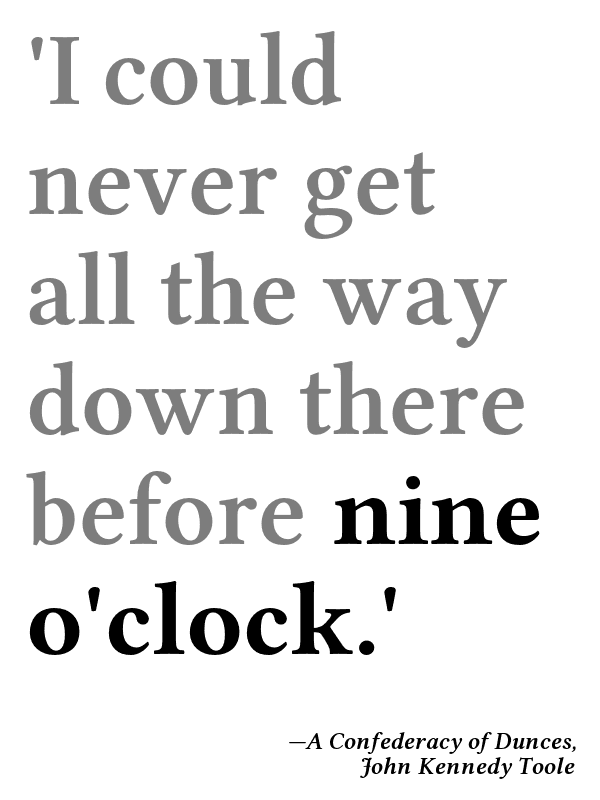 'I could
never get
all the way
down there
before nine
o'clock.'
—A Confederacy of Dunces,
John Kennedy Toole